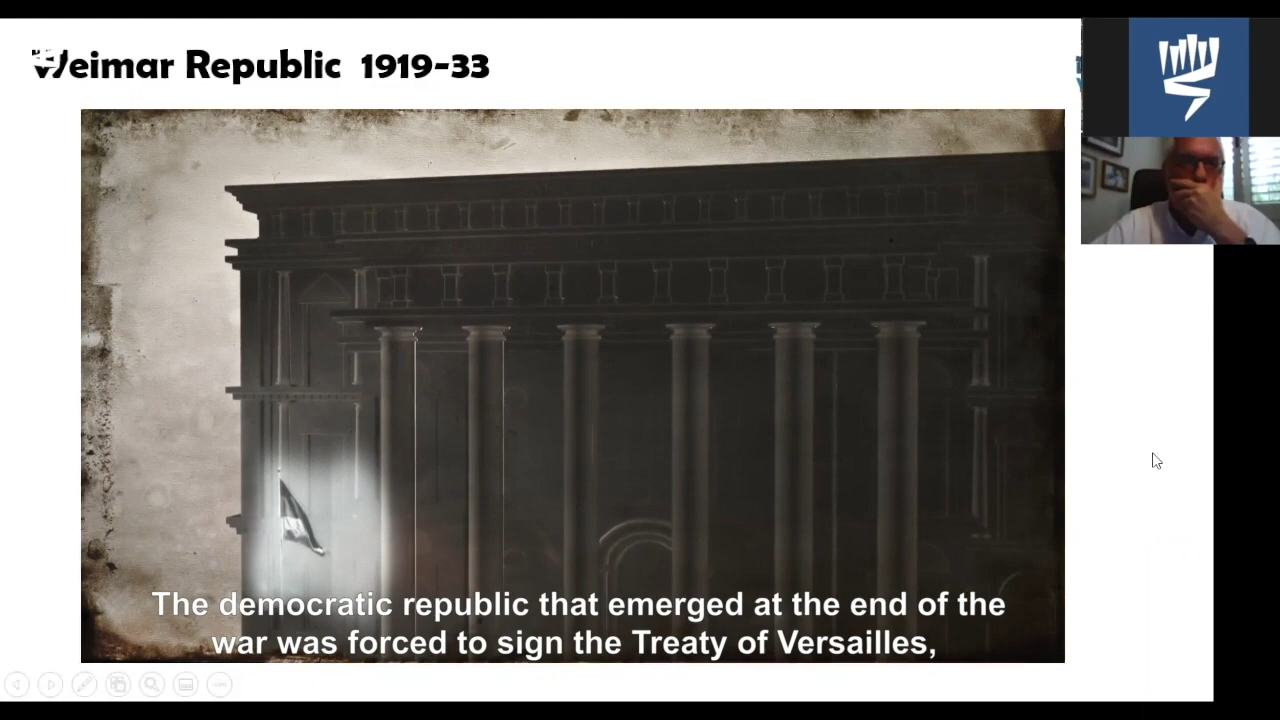 Weimar Republic 1919-33
The democratic republic that emerged at the end of the
war was forced to sign the Treaty of Versailles,